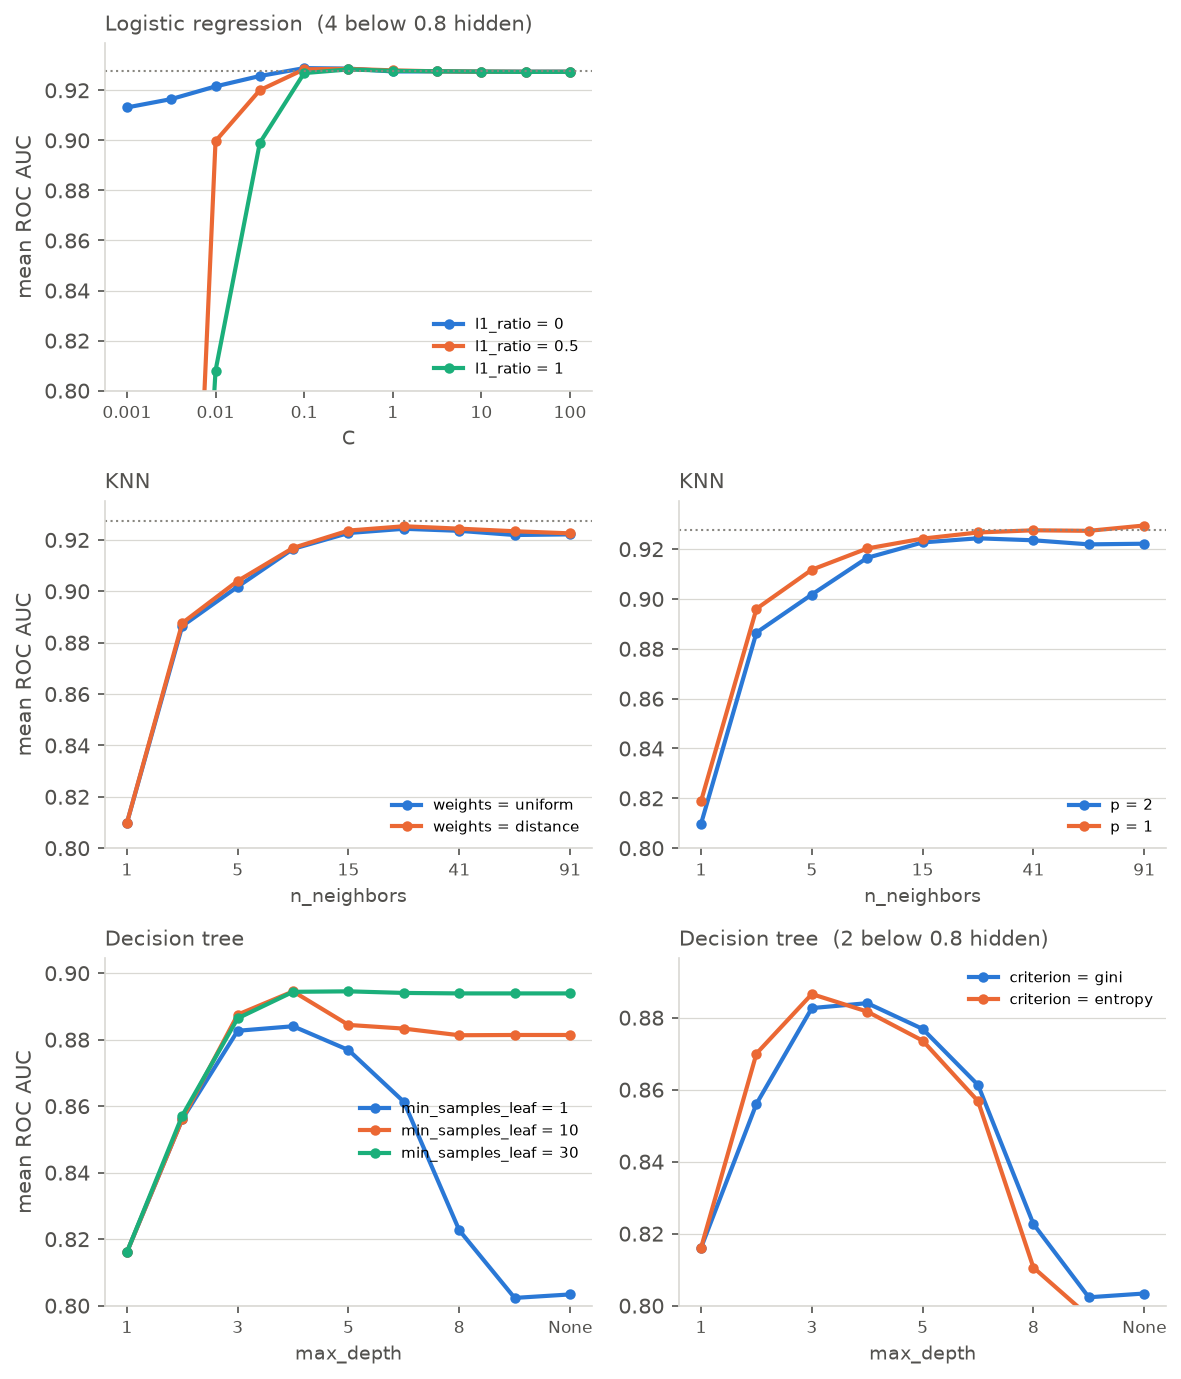 Logistic regression  (4 below 0.8 hidden)
mean ROC AUC
0.92
0.90
0.88
0.86
0.84
0.82
0.80
l1_ratio = 0
l1_ratio = 0.5
l1_ratio = 1
0.001 0.01 0.1 1 10 100
C
KNN
mean ROC AUC
0.92
0.90
0.88
0.86
0.84
0.82
0.80
weights = uniform
weights = distance
1 5 15 41 91
n_neighbors
KNN
0.92
0.90
0.88
0.86
0.84
0.82
0.80
p = 2
p = 1
1 5 15 41 91
n_neighbors
Decision tree
mean ROC AUC
0.90
0.88
0.86
0.84
0.82
0.80
min_samples_leaf = 1
min_samples_leaf = 10
min_samples_leaf = 30
1 3 5 8 None
max_depth
Decision tree  (2 below 0.8 hidden)
criterion = gini
criterion = entropy
0.88
0.86
0.84
0.82
0.80
1 3 5 8 None
max_depth